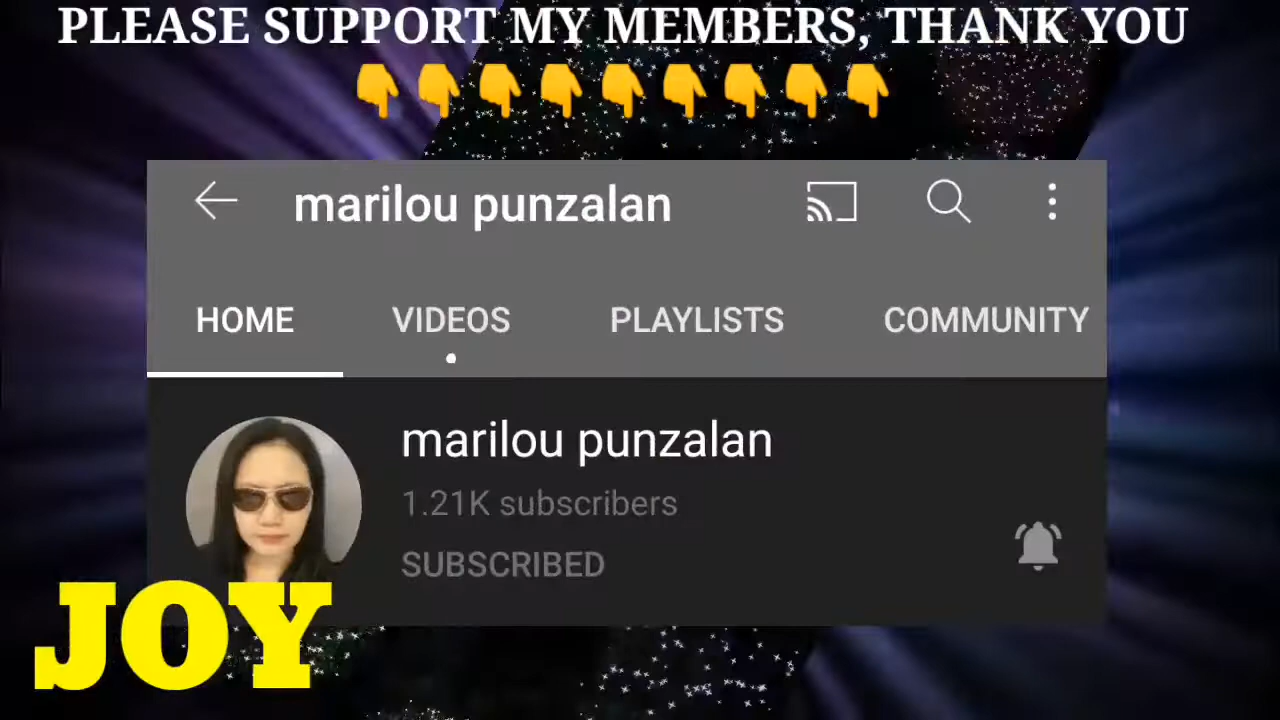 PLEASE SUPPORT MY MEMBERS, THANK YOU
👇👇👇👇👇👇👇👇👇
marilou punzalan
HOME VIDEOS PLAYLISTS COMMUNITY
marilou punzalan
1.21K subscribers
SUBSCRIBED
JOY